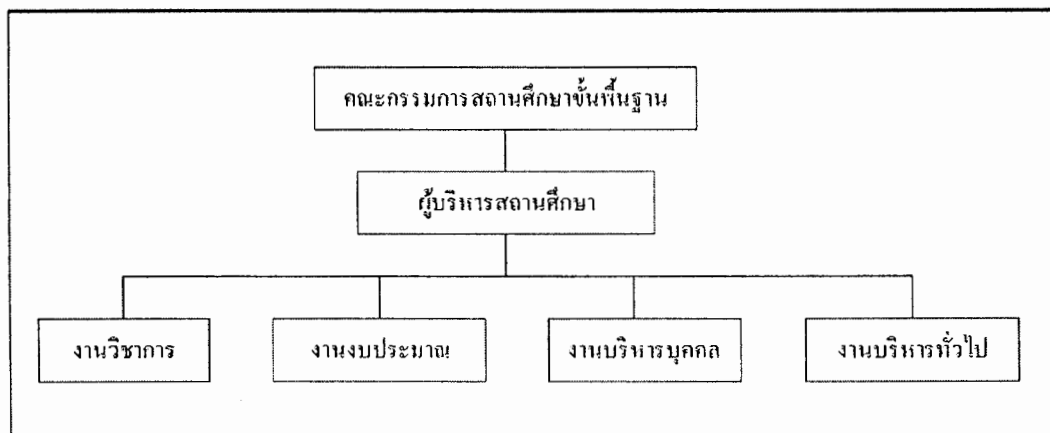 คณะกรรมการสถานศึกษาขั้นพื้นฐาน
ผู้บริหารสถานศึกษา
งานวิชาการ
งานงบประมาณ
งานบริหารบุคคล
งานบริหารทั่วไป